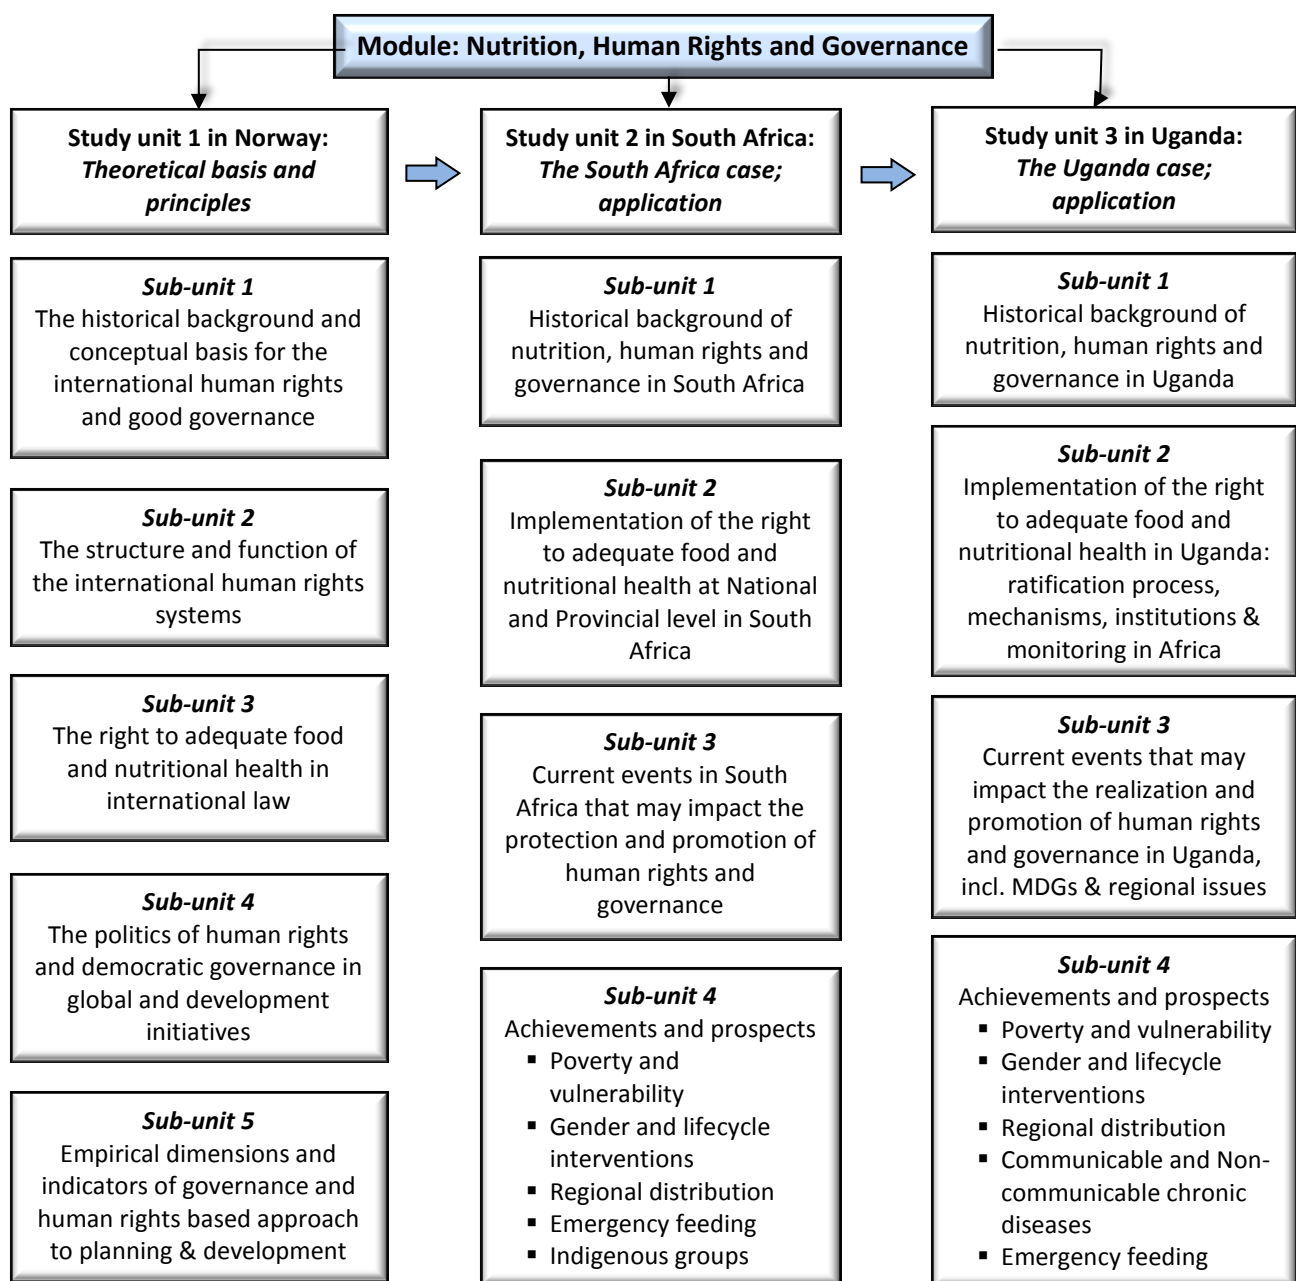 Module: Nutrition, Human Rights and Governance
Study unit 1 in Norway:
Theoretical basis and
principles
Sub-unit 1
The historical background and
conceptual basis for the
international human rights
and good governance
Sub-unit 2
The structure and function of
the international human rights
systems
Sub-unit 3
The right to adequate food
and nutritional health in
international law
Sub-unit 4
The politics of human rights
and democratic governance in
global and development
initiatives
Sub-unit 5
Empirical dimensions and
indicators of governance and
human rights based approach
to planning & development
Study unit 2 in South Africa:
The South Africa case;
application
Sub-unit 1
Historical background of
nutrition, human rights and
governance in South Africa
Sub-unit 2
Implementation of the right
to adequate food and
nutritional health at National
and Provincial level in South
Africa
Sub-unit 3
Current events in South
Africa that may impact the
protection and promotion of
human rights and
governance
Sub-unit 4
Achievements and prospects
▪ Poverty and
vulnerability
▪ Gender and lifecycle
interventions
▪ Regional distribution
▪ Emergency feeding
▪ Indigenous groups
Study unit 3 in Uganda:
The Uganda case;
application
Sub-unit 1
Historical background of
nutrition, human rights and
governance in Uganda
Sub-unit 2
Implementation of the right
to adequate food and
nutritional health in Uganda:
ratification process,
mechanisms, institutions &
monitoring in Africa
Sub-unit 3
Current events that may
impact the realization and
promotion of human rights
and governance in Uganda,
incl. MDGs & regional issues
Sub-unit 4
Achievements and prospects
▪ Poverty and vulnerability
▪ Gender and lifecycle
interventions
▪ Regional distribution
▪ Communicable and Non-
communicable chronic
diseases
▪ Emergency feeding